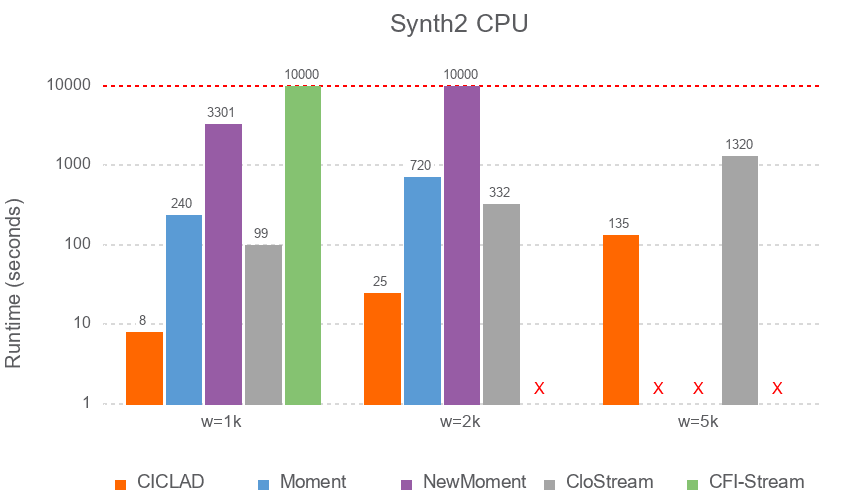 Synth2 CPU
Runtime (seconds)
10000
1000
100
10
1
8
240
3301
99
10000
25
720
10000
332
X
135
X
X
1320
X
w=1k
w=2k
w=5k
CICLAD
Moment
NewMoment
CloStream
CFI-Stream